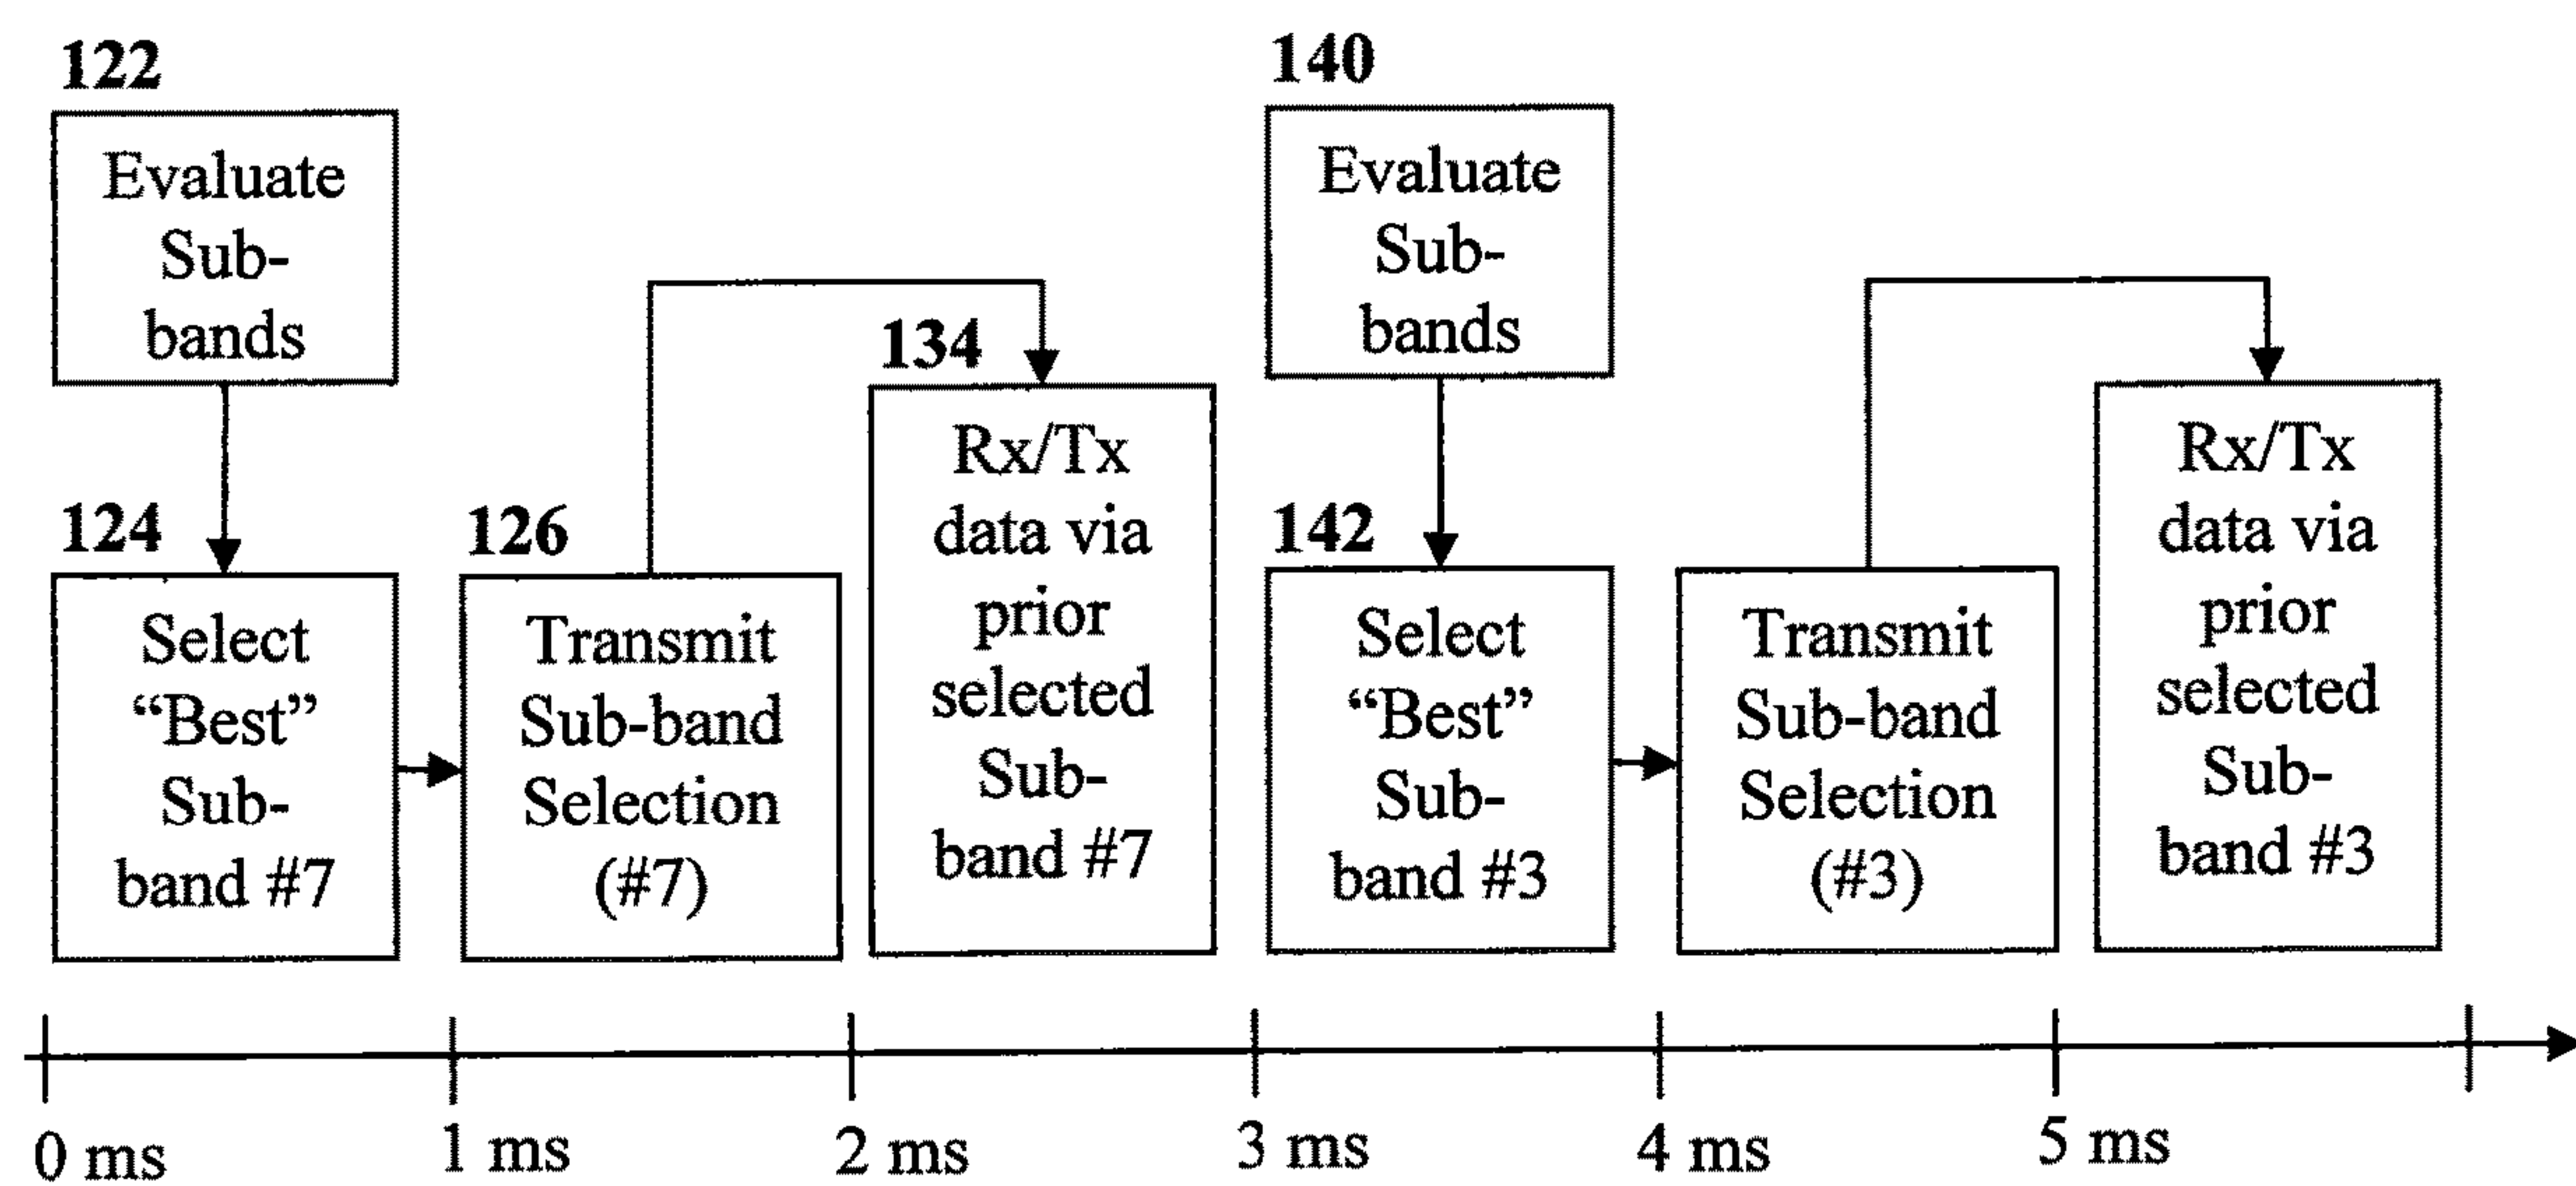 122
Evaluate
Sub-
bands
124
Select
“Best”
Sub-
band #7
126
Transmit
Sub-band
Selection
(#7)
134
Rx/Tx
data via
prior
selected
Sub-
band #7
140
Evaluate
Sub-
bands
142
Select
“Best”
Sub-
band #3
Transmit
Sub-band
Selection
(#3)
Rx/Tx
data via
prior
selected
Sub-
band #3
0 ms
1 ms
2 ms
3 ms
4 ms
5 ms